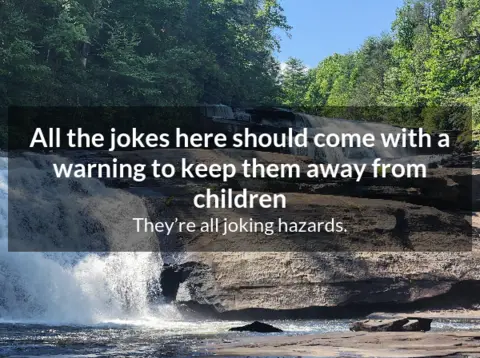 All the jokes here should come with a
warning to keep them away from
children
They’re all joking hazards.